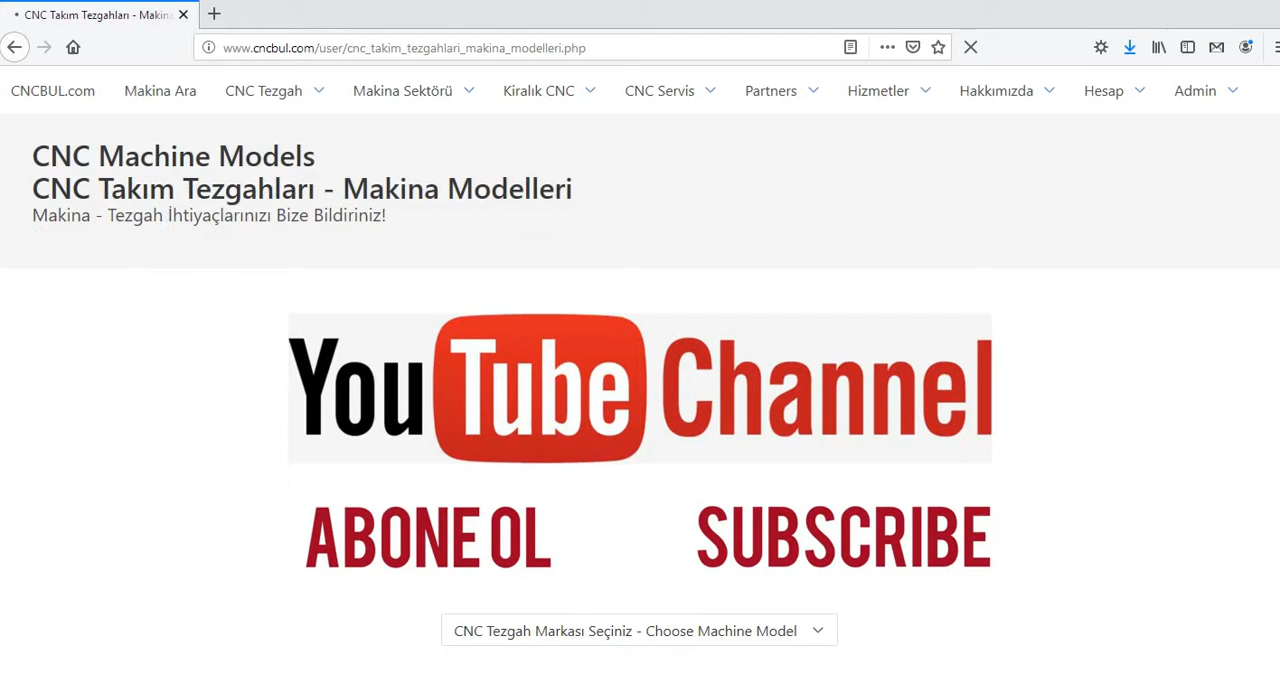 CNC Takım Tezgahları - Makina
www.cncbul.com/user/cnc_takim_tezgahlari_makina_modelleri.php
CNCBUL.com Makina Ara CNC Tezgah Makina Sektörü Kiralık CNC CNC Servis Partners Hizmetler Hakkımızda Hesap Admin
CNC Machine Models
CNC Takım Tezgahları - Makina Modelleri
Makina - Tezgah İhtiyaçlarınızı Bize Bildiriniz!
YouTube Channel
ABONE OL SUBSCRIBE
CNC Tezgah Markası Seçiniz - Choose Machine Model